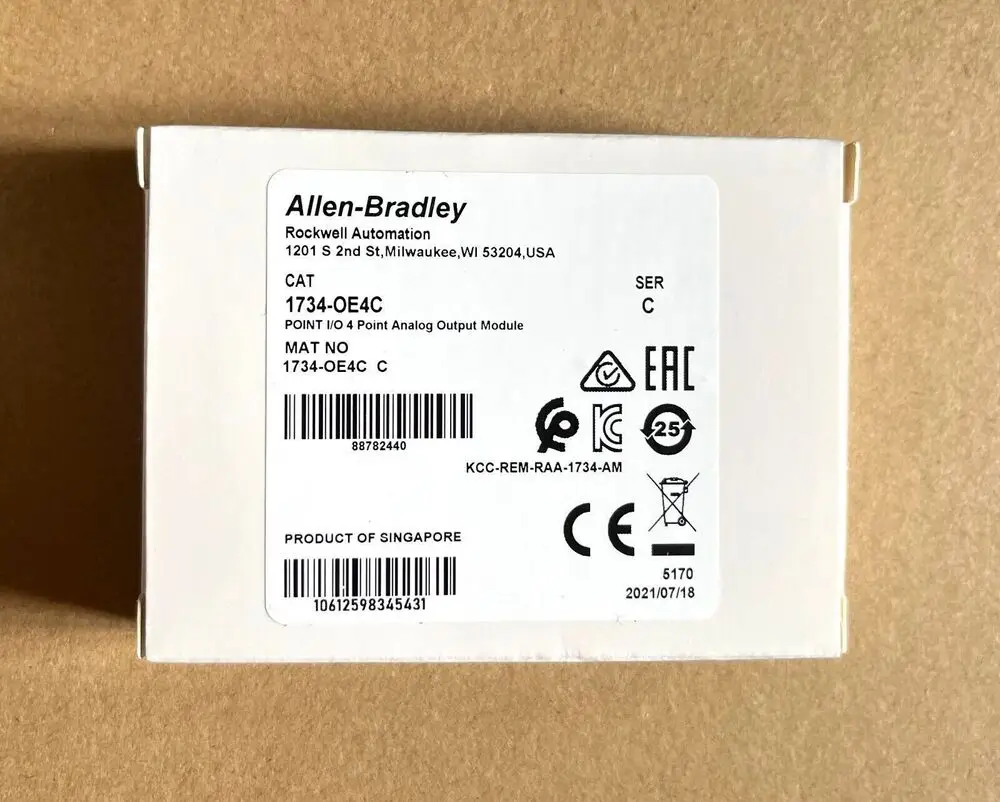 Allen-Bradley
Rockwell Automation
1201 S 2nd St,Milwaukee,WI 53204,USA
CAT
SER
1734-OE4C
C
POINT I/O 4 Point Analog Output Module
MAT NO
1734-OE4C C
EAC
88782440
25
KCC-REM-RAA-1734-AM
CE
PRODUCT OF SINGAPORE
5170
10612598345431
2021/07/18